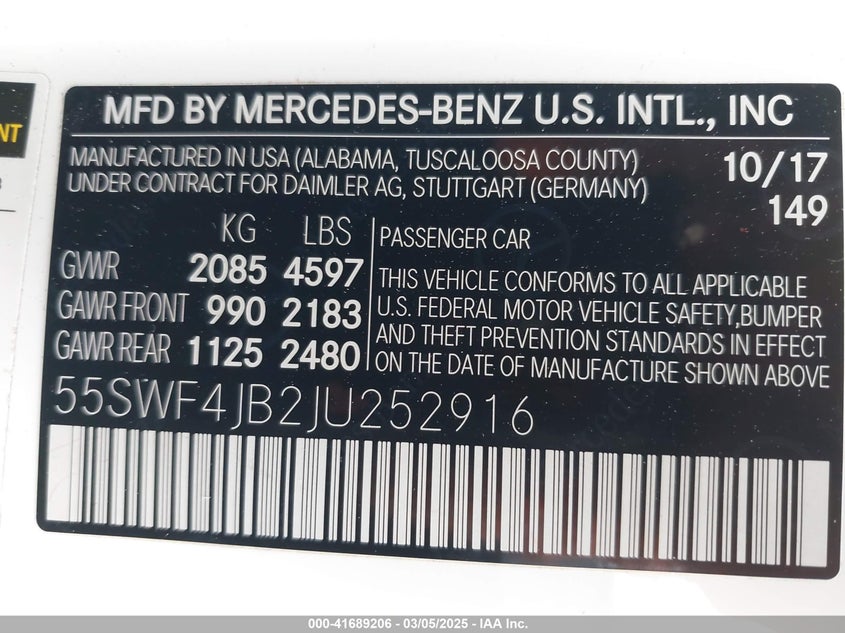 NT
MFD BY MERCEDES-BENZ U.S. INTL., INC
MANUFACTURED IN USA (ALABAMA, TUSCALOOSA COUNTY) 10/17
UNDER CONTRACT FOR DAIMLER AG, STUTTGART (GERMANY) 149
KG LBS
GVWR 2085 4597
GAWR FRONT 990 2183
GAWR REAR 1125 2480
PASSENGER CAR
THIS VEHICLE CONFORMS TO ALL APPLICABLE
U.S. FEDERAL MOTOR VEHICLE SAFETY,BUMPER
AND THEFT PREVENTION STANDARDS IN EFFECT
ON THE DATE OF MANUFACTURE SHOWN ABOVE
55SWF4JB2JU252916
000-41689206 - 03/05/2025 - IAA Inc.